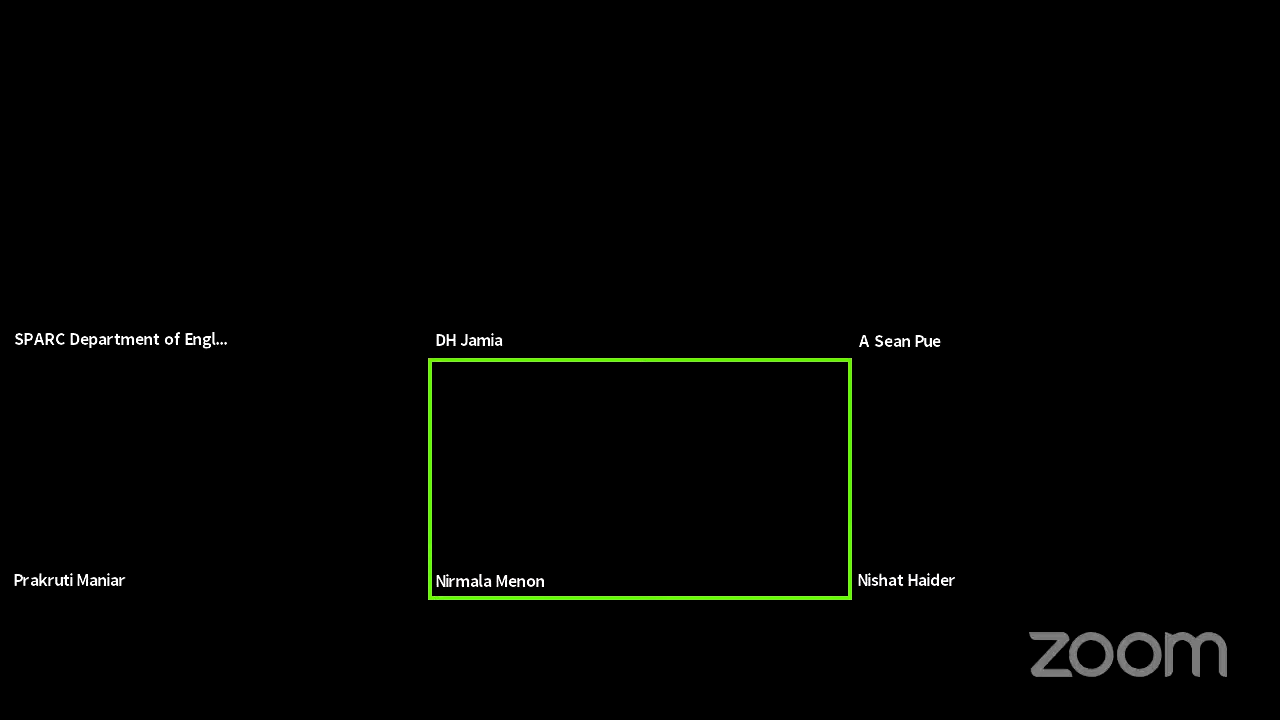 SPARC Department of Engl...
DH Jamia
A Sean Pue
Prakruti Maniar
Nirmala Menon
Nishat Haider
zoom